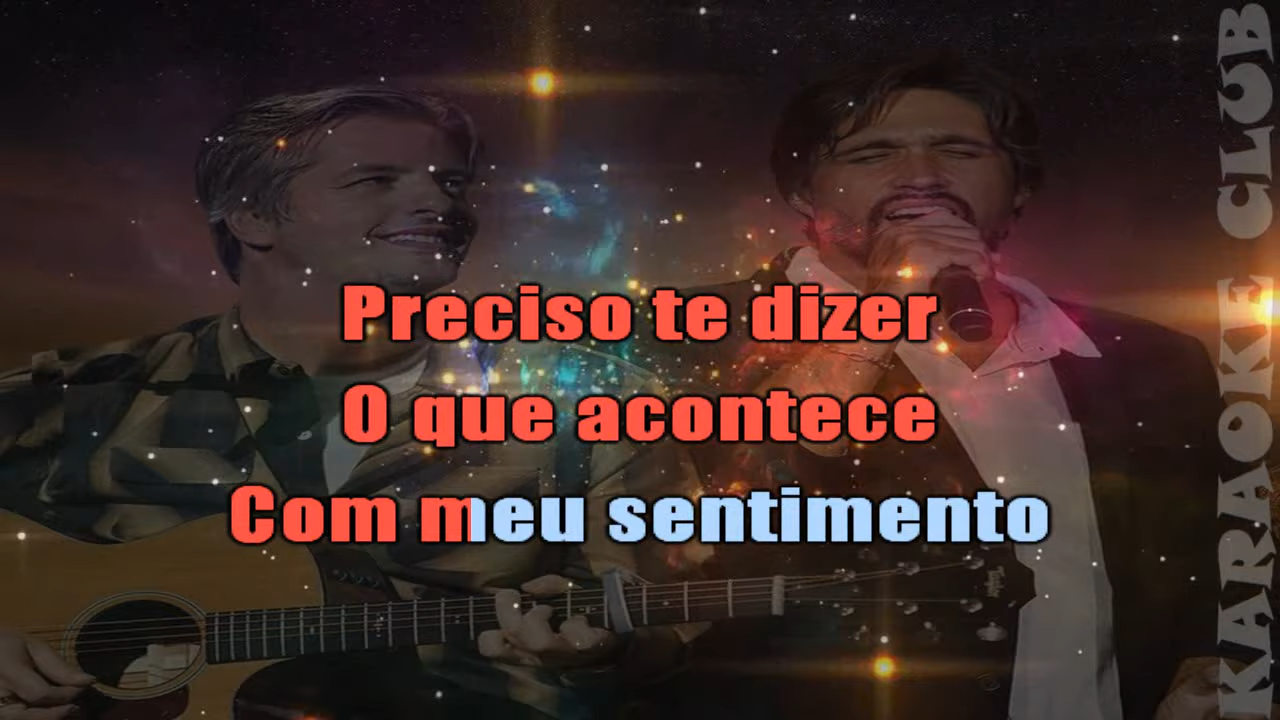 Preciso te dizer
O que acontece
Com meu sentimento
KARAOKE CLUB